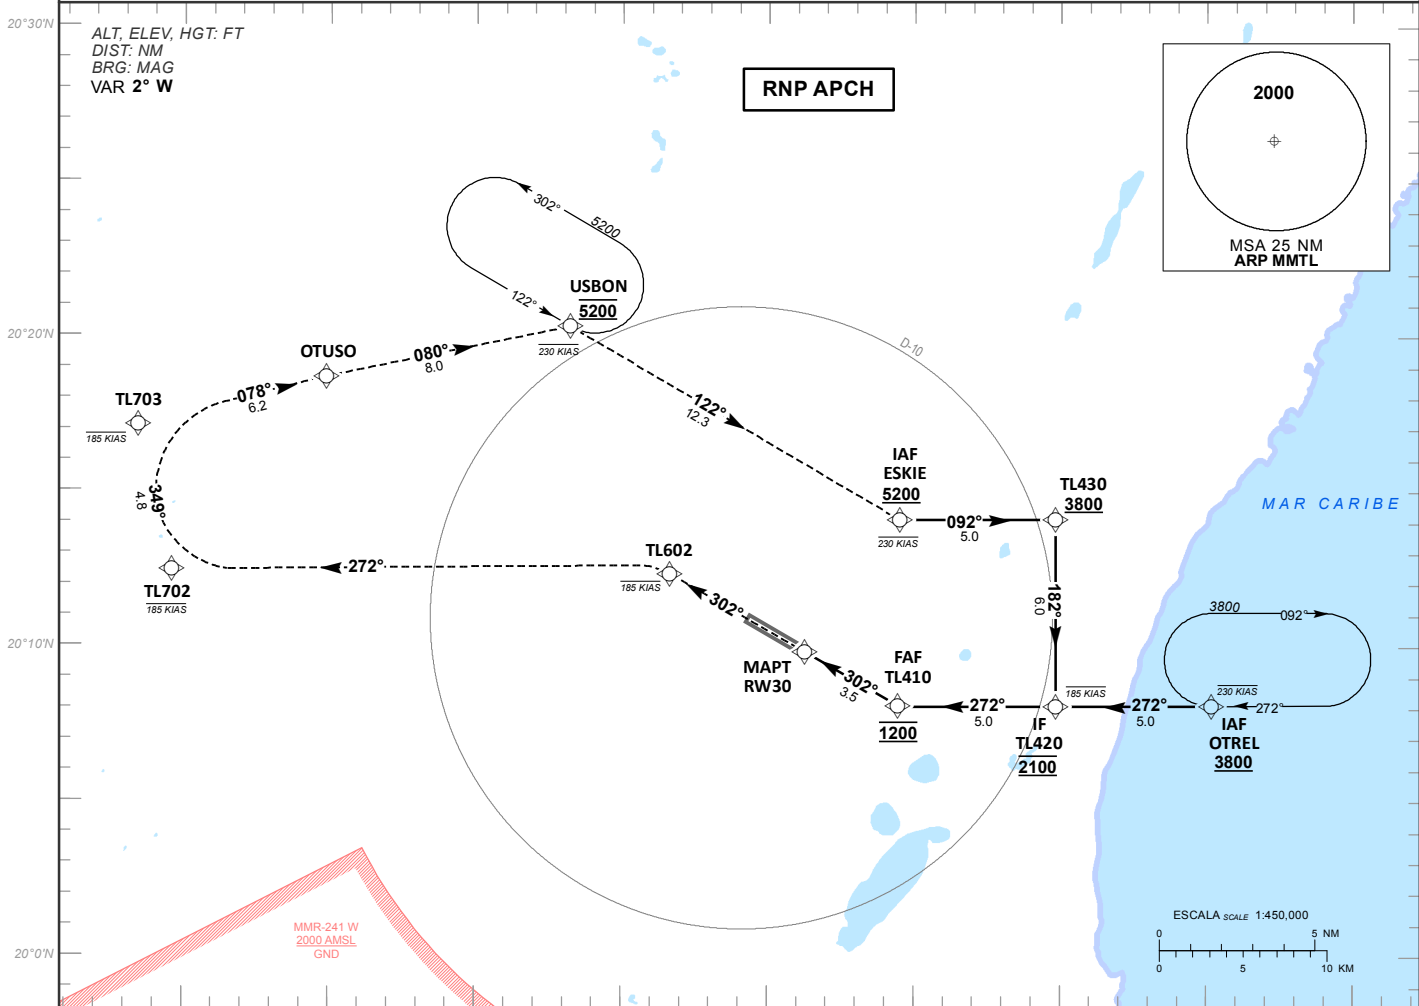 20°30'N
ALT, ELEV, HGT: FT
DIST: NM
BRG: MAG
VAR 2° W
RNP APCH
2000
MSA 25 NM
ARP MMTL
302°
5200
122°
USBON
5200
230 KIAS
20°20'N
D-10
OTUSO
080°
8.0
078°
6.2
TL703
185 KIAS
122°
12.3
349°
4.8
IAF
ESKIE
5200
230 KIAS
092°
5.0
TL430
3800
MAR CARIBE
TL602
185 KIAS
272°
TL702
185 KIAS
302°
182°
6.0
3800
092°
20°10'N
MAPT
RW30
302°
3.5
FAF
TL410
1200
272°
5.0
185 KIAS
IF
TL420
2100
272°
5.0
230 KIAS
272°
IAF
OTREL
3800
MMR-241 W
2000 AMSL
GND
20°0'N
ESCALA SCALE 1:450,000
0 5 NM
0 5 10 KM